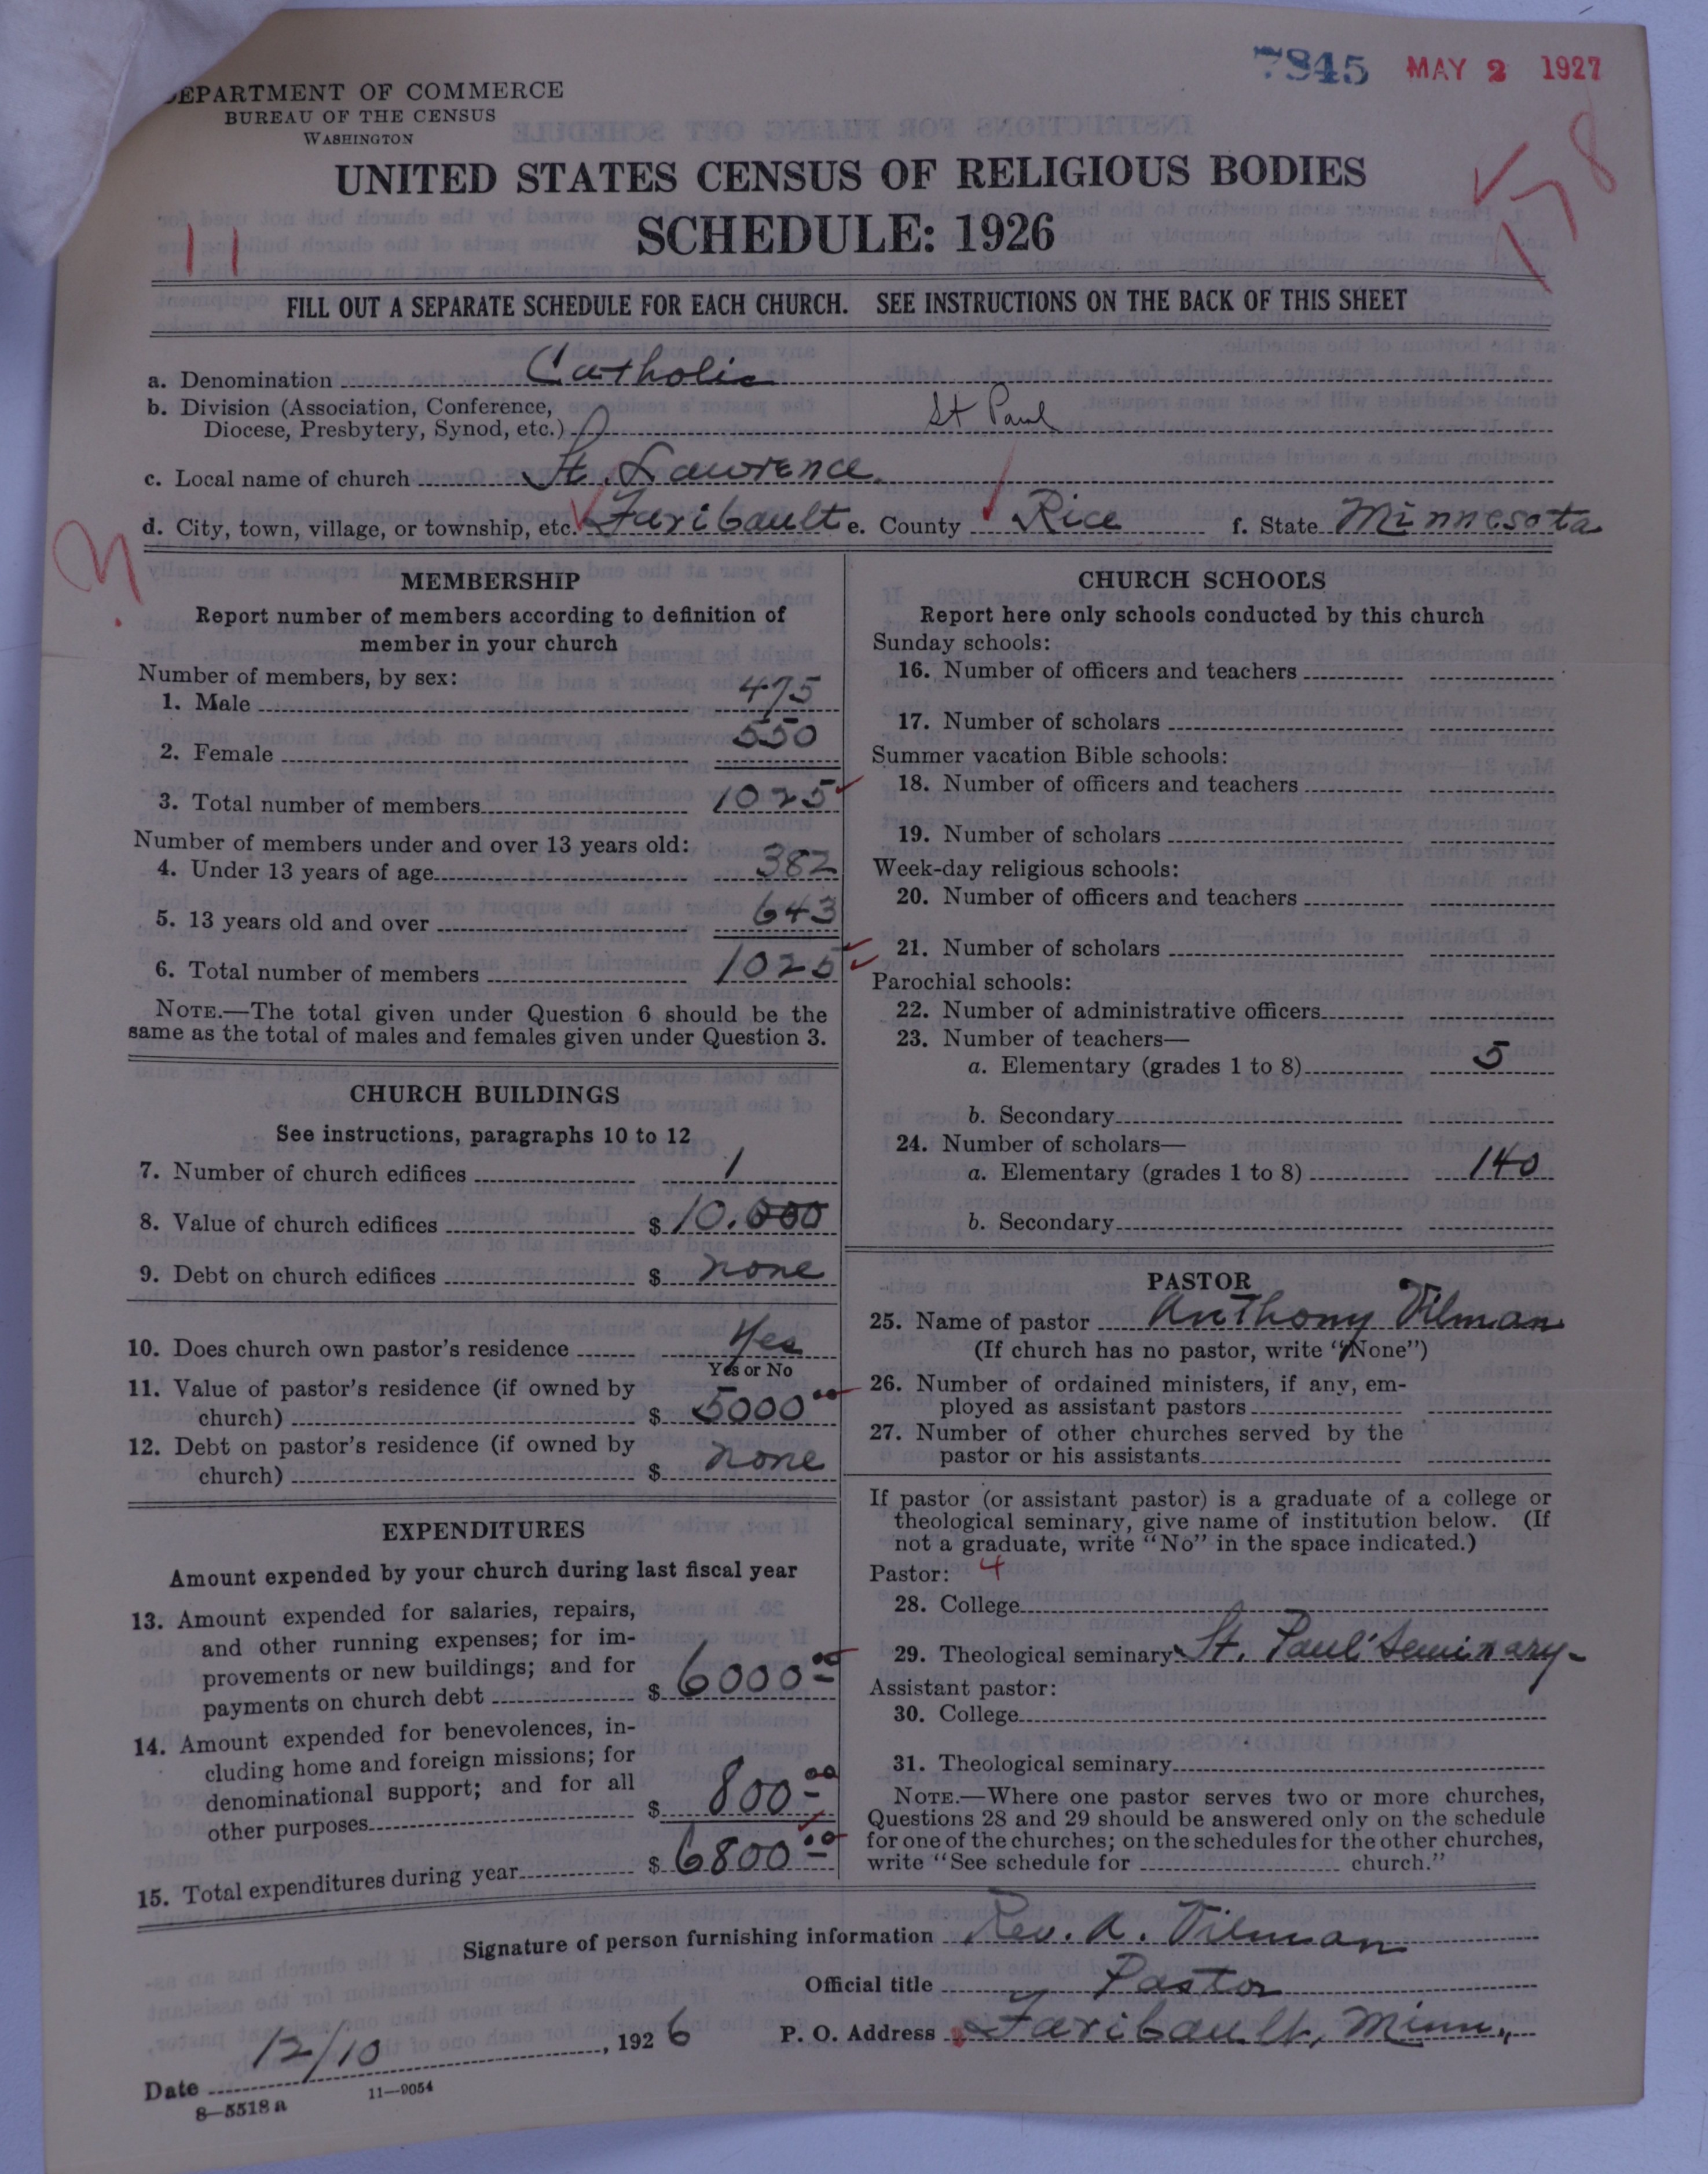 7845 MAY 2 1927
DEPARTMENT OF COMMERCE
BUREAU OF THE CENSUS
WASHINGTON
UNITED STATES CENSUS OF RELIGIOUS BODIES
SCHEDULE: 1926
11
FILL OUT A SEPARATE SCHEDULE FOR EACH CHURCH. SEE INSTRUCTIONS ON THE BACK OF THIS SHEET
a. Denomination Catholic
b. Division (Association, Conference,
Diocese, Presbytery, Synod, etc.) St Paul
c. Local name of church St. Lawrence
d. City, town, village, or township, etc. Faribault e. County Rice f. State Minnesota
MEMBERSHIP
Report number of members according to definition of
member in your church
Number of members, by sex:
1. Male 475
2. Female 550
3. Total number of members 1025
Number of members under and over 13 years old:
4. Under 13 years of age 382
5. 13 years old and over 643
6. Total number of members 1025
NOTE.—The total given under Question 6 should be the
same as the total of males and females given under Question 3.
CHURCH BUILDINGS
See instructions, paragraphs 10 to 12
7. Number of church edifices 1
8. Value of church edifices $ 10.000
9. Debt on church edifices $ none
10. Does church own pastor's residence Yes
Yes or No
11. Value of pastor's residence (if owned by
church) $ 5000 00
12. Debt on pastor's residence (if owned by
church) $ none
EXPENDITURES
Amount expended by your church during last fiscal year
13. Amount expended for salaries, repairs,
and other running expenses; for im-
provements or new buildings; and for
payments on church debt $ 6000 00
14. Amount expended for benevolences, in-
cluding home and foreign missions; for
denominational support; and for all
other purposes $ 800 00
15. Total expenditures during year $ 6800 00
CHURCH SCHOOLS
Report here only schools conducted by this church
Sunday schools:
16. Number of officers and teachers
17. Number of scholars
Summer vacation Bible schools:
18. Number of officers and teachers
19. Number of scholars
Week-day religious schools:
20. Number of officers and teachers
21. Number of scholars
Parochial schools:
22. Number of administrative officers
23. Number of teachers—
a. Elementary (grades 1 to 8) 5
b. Secondary
24. Number of scholars—
a. Elementary (grades 1 to 8) 140
b. Secondary
PASTOR
25. Name of pastor Anthony Vilman
(If church has no pastor, write "None")
26. Number of ordained ministers, if any, em-
ployed as assistant pastors
27. Number of other churches served by the
pastor or his assistants
If pastor (or assistant pastor) is a graduate of a college or
theological seminary, give name of institution below. (If
not a graduate, write "No" in the space indicated.)
Pastor: 4
28. College
29. Theological seminary St. Paul' Seminary
Assistant pastor:
30. College
31. Theological seminary
NOTE.—Where one pastor serves two or more churches,
Questions 28 and 29 should be answered only on the schedule
for one of the churches; on the schedules for the other churches,
write "See schedule for church."
Signature of person furnishing information Rev. A. Vilman
Official title Pastor
Date 12/10, 1926 P. O. Address Faribault, Minn.
8—5518 a 11—9054